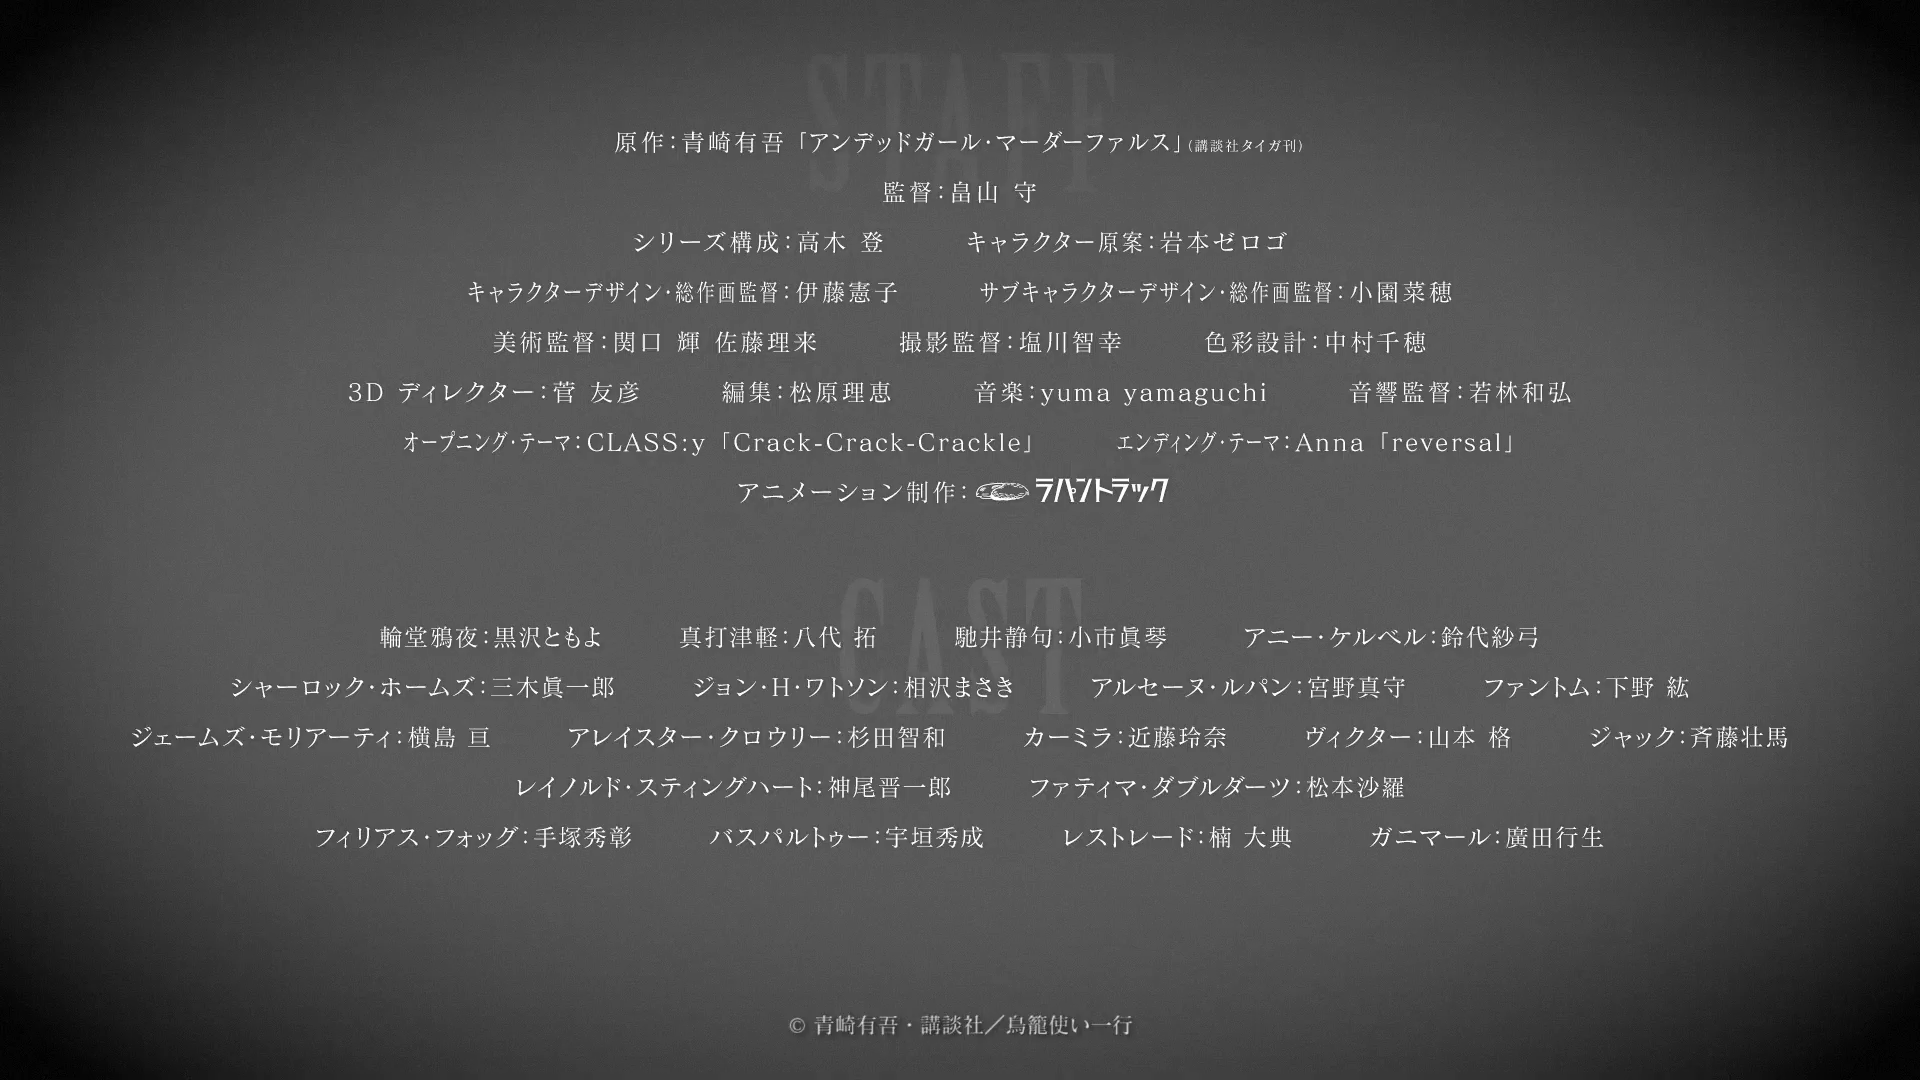 STAFF
原作：青崎有吾「アンデッドガール・マーダーファルス」（講談社タイガ刊）
監督：畠山 守
シリーズ構成：高木 登　キャラクター原案：岩本ゼロゴ
キャラクターデザイン・総作画監督：伊藤憲子　サブキャラクターデザイン・総作画監督：小園菜穂
美術監督：関口 輝 佐藤理来　撮影監督：塩川智幸　色彩設計：中村千穂
3D ディレクター：菅 友彦　編集：松原理恵　音楽：yuma yamaguchi　音響監督：若林和弘
オープニング・テーマ：CLASS:y「Crack-Crack-Crackle」　エンディング・テーマ：Anna「reversal」
アニメーション制作：ラパントラック
CAST
輪堂鴉夜：黒沢ともよ　真打津軽：八代 拓　馳井静句：小市眞琴　アニー・ケルベル：鈴代紗弓
シャーロック・ホームズ：三木眞一郎　ジョン・H・ワトソン：相沢まさき　アルセーヌ・ルパン：宮野真守　ファントム：下野 紘
ジェームズ・モリアーティ：横島 亘　アレイスター・クロウリー：杉田智和　カーミラ：近藤玲奈　ヴィクター：山本 格　ジャック：斉藤壮馬
レイノルド・スティングハート：神尾晋一郎　ファティマ・ダブルダーツ：松本沙羅
フィリアス・フォッグ：手塚秀彰　パスパルトゥー：宇垣秀成　レストレード：楠 大典　ガニマール：廣田行生
© 青崎有吾・講談社／鳥籠使い一行